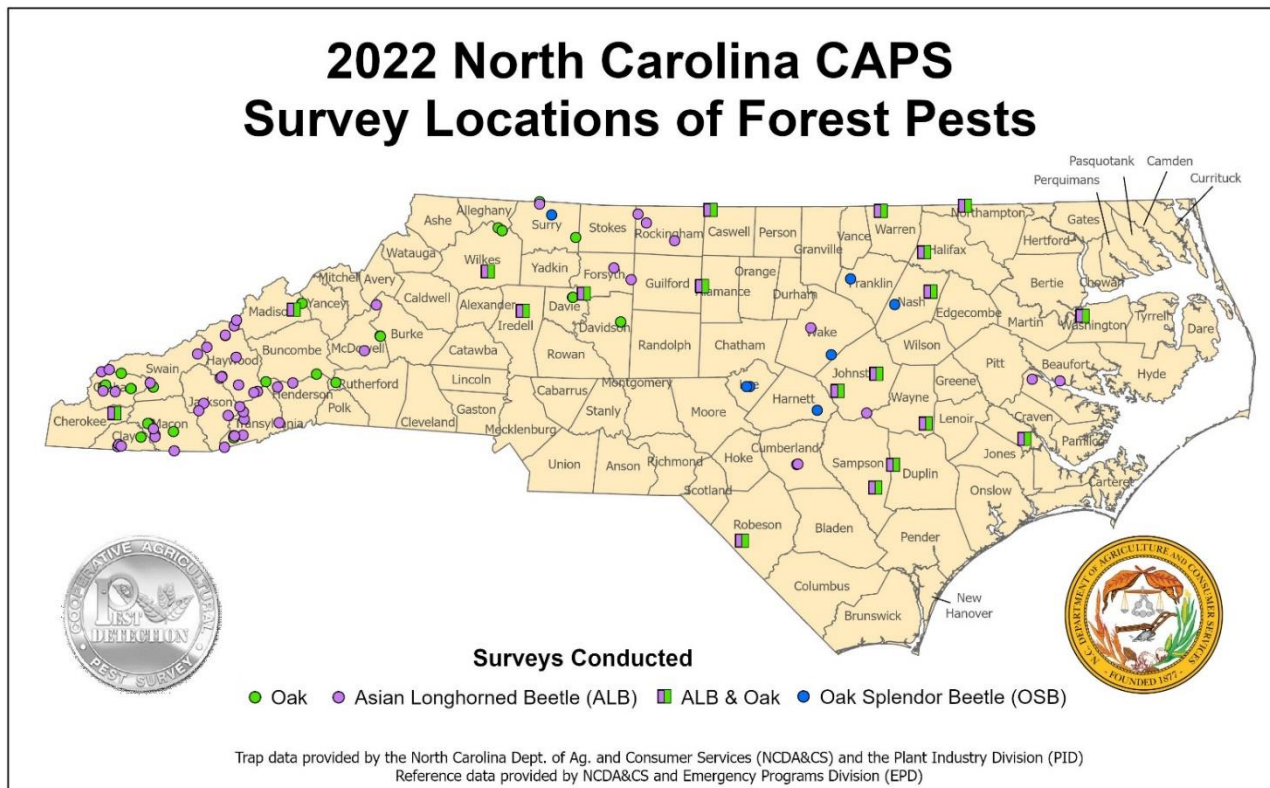 2022 North Carolina CAPS
Survey Locations of Forest Pests
Pasquotank
Camden
Perquimans
Currituck
Alleghany
Ashe
Surry
Stokes
Rockingham
Caswell
Person
Vance
Warren
Northampton
Gates
Hertford
Granville
Halifax
Watauga
Wilkes
Yadkin
Forsyth
Guilford
Orange
Alamance
Durham
Franklin
Nash
Bertie
Chowan
Mitchell
Avery
Caldwell
Alexander
Iredell
Davie
Davidson
Edgecombe
Martin
Washington
Tyrrell
Dare
Madison
Yancey
Burke
McDowell
Catawba
Rowan
Randolph
Chatham
Wake
Wilson
Pitt
Beaufort
Hyde
Swain
Haywood
Buncombe
Rutherford
Lincoln
Cabarrus
Montgomery
Moore
Lee
Harnett
Johnst
Wayne
Greene
Lenoir
Craven
Pamlico
Graham
Cherokee
Clay
Macon
Jackson
Transylvania
Henderson
Polk
Cleveland
Gaston
Mecklenburg
Stanly
Union
Anson
Richmond
Scotland
Hoke
Cumberland
Sampson
Duplin
Jones
Onslow
Carteret
Robeson
Bladen
Pender
Columbus
Brunswick
New
Hanover
COOPERATIVE AGRICULTURAL
PEST
DETECTION
PEST SURVEY
N.C. DEPARTMENT OF AGRICULTURE AND CONSUMER SERVICES
FOUNDED 1877
Surveys Conducted
Oak
Asian Longhorned Beetle (ALB)
ALB & Oak
Oak Splendor Beetle (OSB)
Trap data provided by the North Carolina Dept. of Ag. and Consumer Services (NCDA&CS) and the Plant Industry Division (PID)
Reference data provided by NCDA&CS and Emergency Programs Division (EPD)